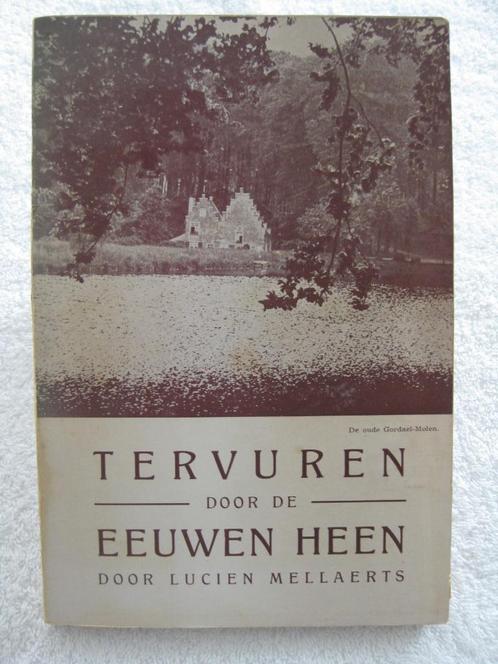 De oude Gordael-Molen.
TERVUREN
DOOR DE
EEUWEN HEEN
DOOR LUCIEN MELLAERTS